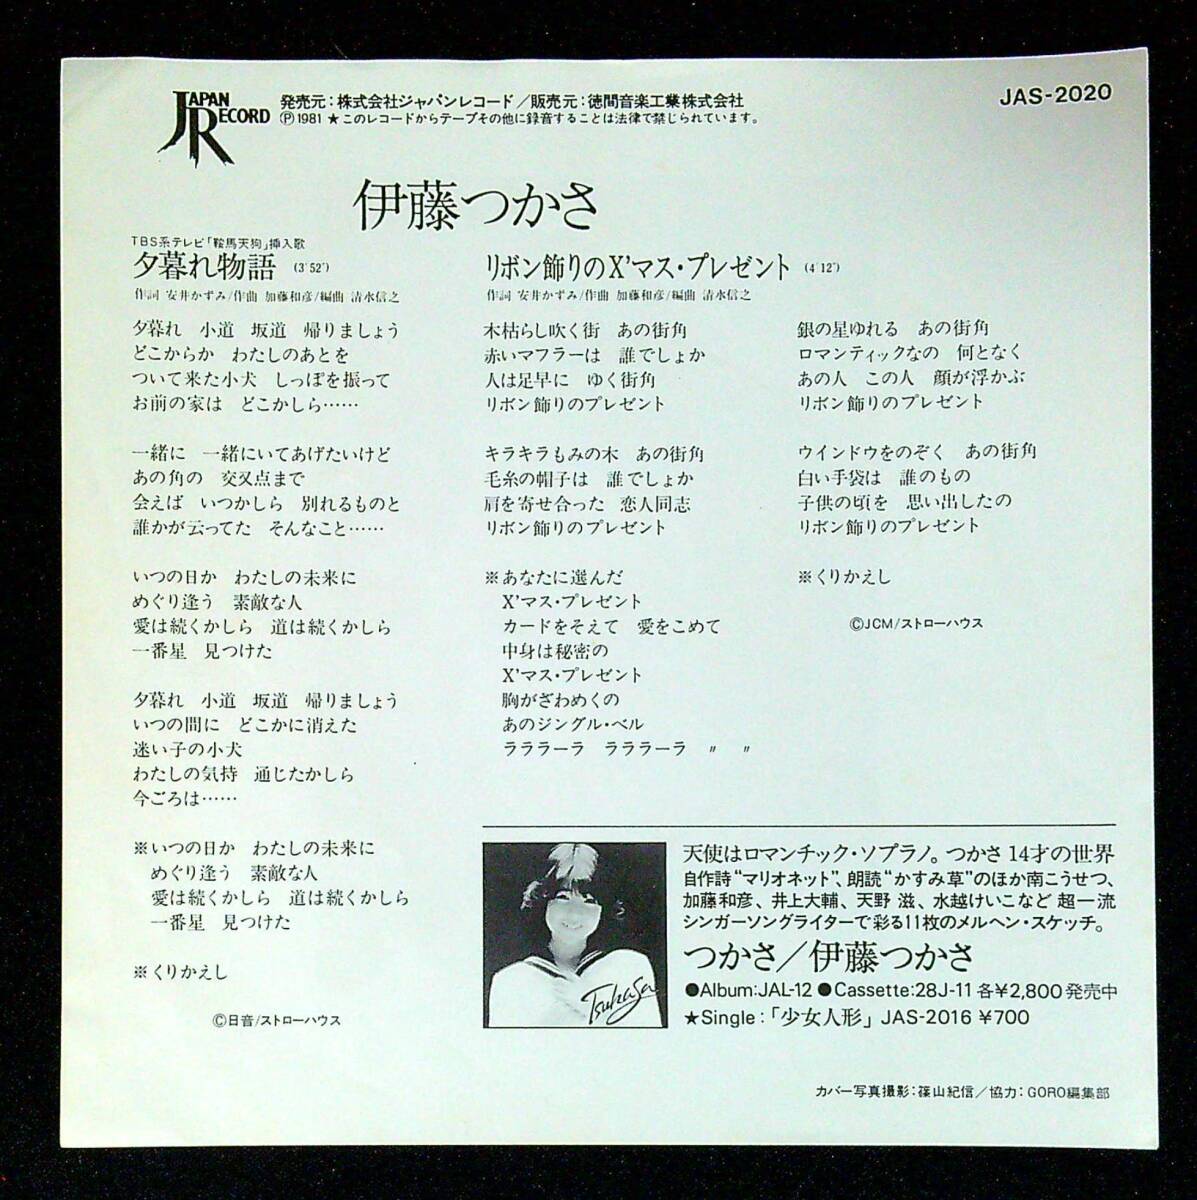 JAPAN RECORD
発売元:株式会社ジャパンレコード/販売元:徳間音楽工業株式会社
Ⓟ1981 ★このレコードからテープその他に録音することは法律で禁じられています。
JAS-2020
伊藤つかさ
TBS系テレビ「鞍馬天狗」挿入歌
夕暮れ物語 (3'52")
作詞 安井かずみ/作曲 加藤和彦/編曲 清水信之
夕暮れ 小道 坂道 帰りましょう
どこからか わたしのあとを
ついて来た小犬 しっぽを振って
お前の家は どこかしら……
一緒に 一緒にいてあげたいけど
あの角の 交叉点まで
会えば いつかしら 別れるものと
誰かが云ってた そんなこと……
いつの日か わたしの未来に
めぐり逢う 素敵な人
愛は続くかしら 道は続くかしら
一番星 見つけた
夕暮れ 小道 坂道 帰りましょう
いつの間に どこかに消えた
迷い子の小犬
わたしの気持 通じたかしら
今ごろは……
※いつの日か わたしの未来に
めぐり逢う 素敵な人
愛は続くかしら 道は続くかしら
一番星 見つけた
※くりかえし
Ⓒ日音/ストローハウス
リボン飾りのX'マス・プレゼント (4'12")
作詞 安井かずみ/作曲 加藤和彦/編曲 清水信之
木枯らし吹く街 あの街角
赤いマフラーは 誰でしょか
人は足早に ゆく街角
リボン飾りのプレゼント
キラキラもみの木 あの街角
毛糸の帽子は 誰でしょか
肩を寄せ合った 恋人同志
リボン飾りのプレゼント
※あなたに選んだ
X'マス・プレゼント
カードをそえて 愛をこめて
中身は秘密の
X'マス・プレゼント
胸がざわめくの
あのジングル・ベル
ラララーラ ラララーラ 〃 〃
銀の星ゆれる あの街角
ロマンティックなの 何となく
あの人 この人 顔が浮かぶ
リボン飾りのプレゼント
ウインドウをのぞく あの街角
白い手袋は 誰のもの
子供の頃を 思い出したの
リボン飾りのプレゼント
※くりかえし
ⒸJCM/ストローハウス
Tsukasa
天使はロマンチック・ソプラノ。つかさ 14才の世界
自作詩“マリオネット”、朗読“かすみ草”のほか南こうせつ、
加藤和彦、井上大輔、天野 滋、水越けいこなど 超一流
シンガーソングライターで彩る11枚のメルヘン・スケッチ。
つかさ/伊藤つかさ
●Album:JAL-12 ●Cassette:28J-11 各¥2,800発売中
★Single:「少女人形」JAS-2016 ¥700
カバー写真撮影:篠山紀信/協力:GORO編集部